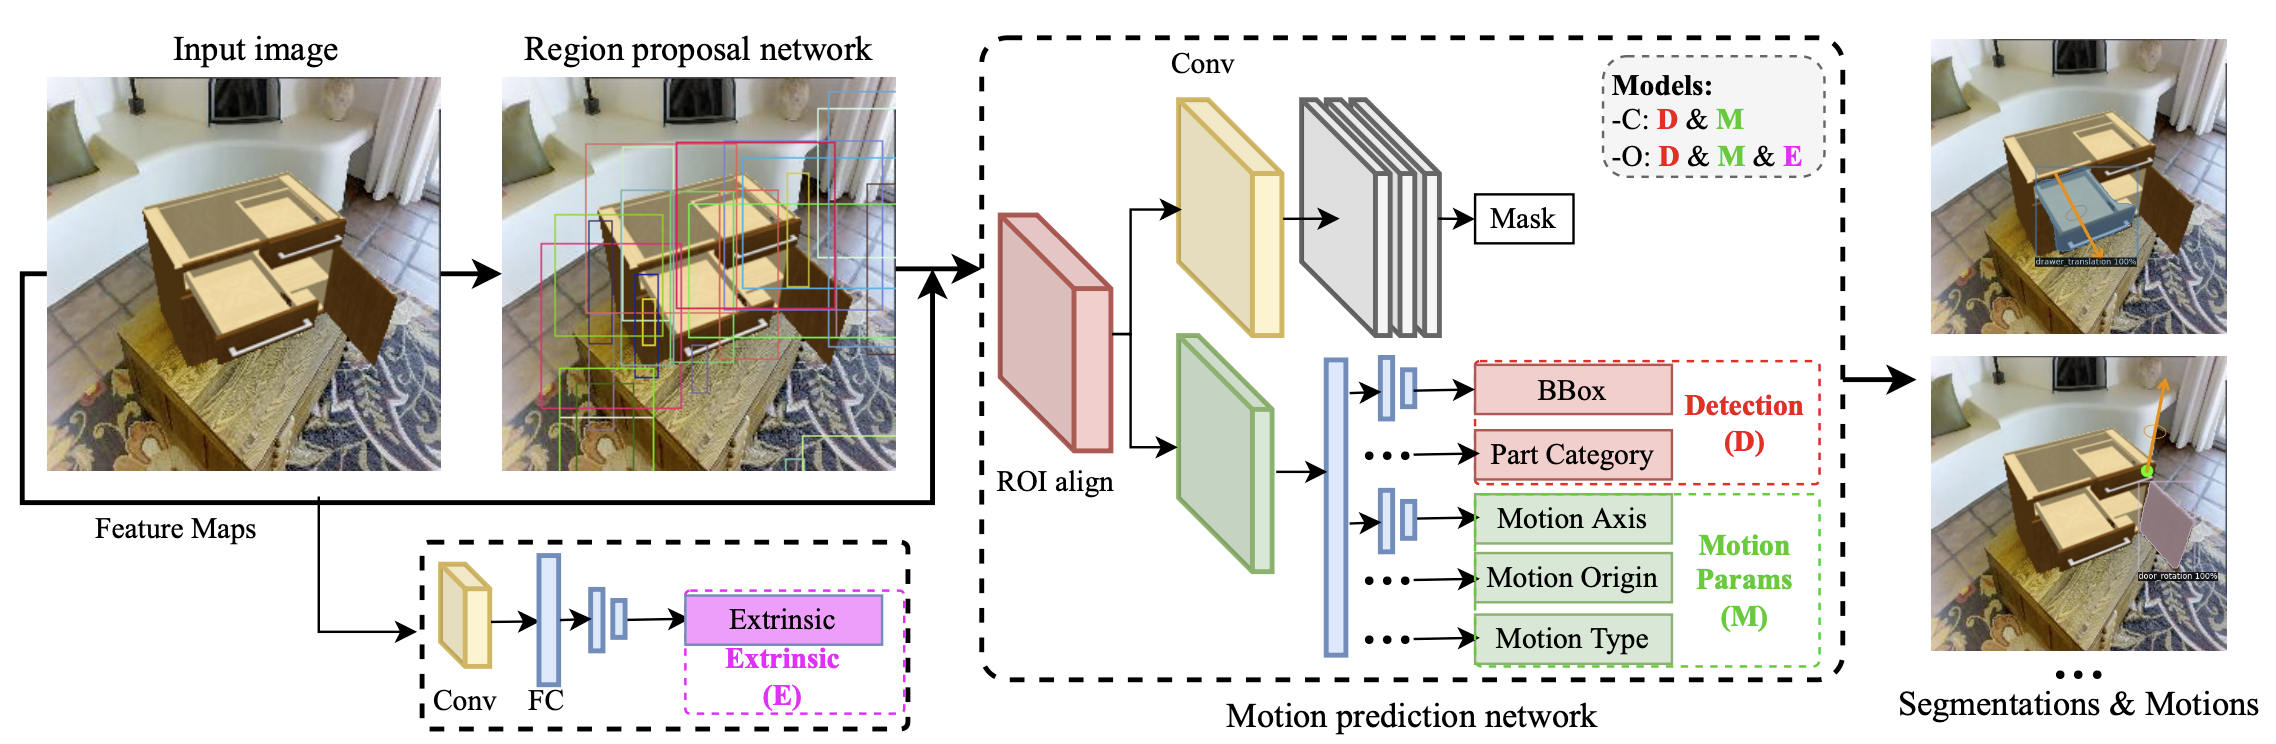 Input image
Region proposal network
Feature Maps
Conv
FC
Extrinsic
Extrinsic
(E)
ROI align
Conv
Mask
Models:
-C: D & M
-O: D & M & E
BBox
Part Category
Detection
(D)
Motion Axis
Motion Origin
Motion Type
Motion
Params
(M)
Motion prediction network
drawer_translation 100%
door_rotation 100%
Segmentations & Motions